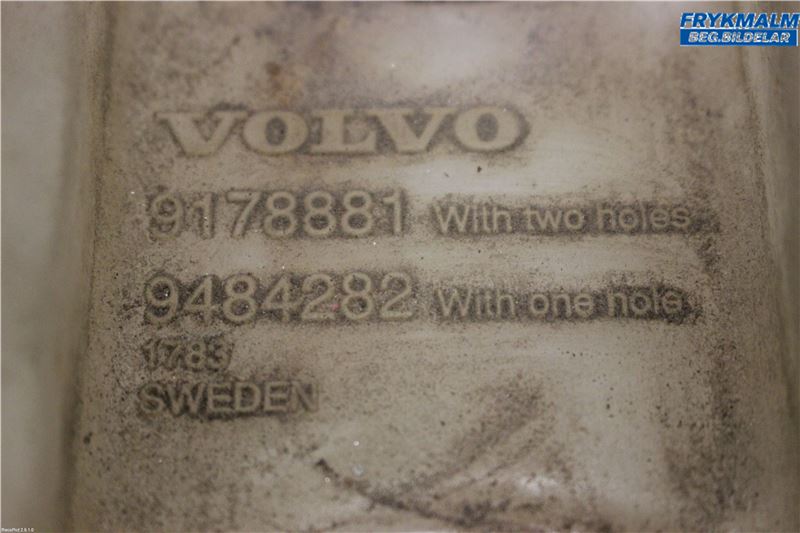 FRYKMALM
BEG.BILDELAR
VOLVO
9178881 With two holes
9484282 With one hole
1783
SWEDEN